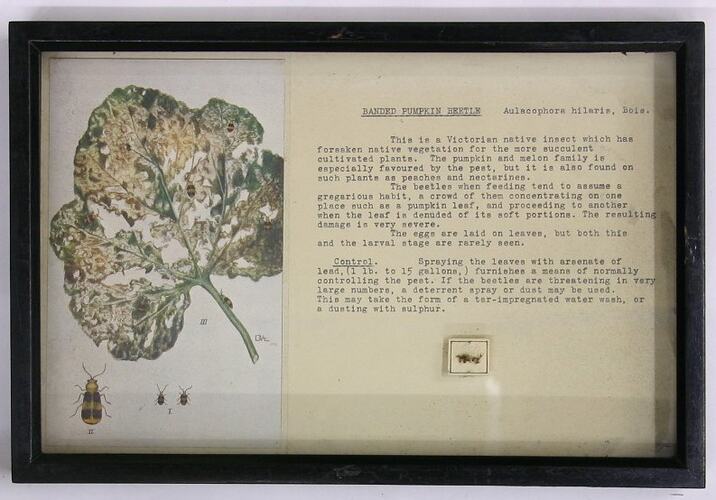 BANDED PUMPKIN BEETLE Aulacophora hilaris, Bois.
This is a Victorian native insect which has
forsaken native vegetation for the more succulent
cultivated plants. The pumpkin and melon family is
especially favoured by the pest, but it is also found on
such plants as peaches and nectarines.
The beetles when feeding tend to assume a
gregarious habit, a crowd of them concentrating on one
place such as a pumpkin leaf, and proceeding to another
when the leaf is denuded of its soft portions. The resulting
damage is very severe.
The eggs are laid on leaves, but both this
and the larval stage are rarely seen.
Control. Spraying the leaves with arsenate of
lead,(1 lb. to 15 gallons,) furnishes a means of normally
controlling the pest. If the beetles are threatening in very
large numbers, a deterrent spray or dust may be used.
This may take the form of a tar-impregnated water wash, or
a dusting with sulphur.
III
I.
II.